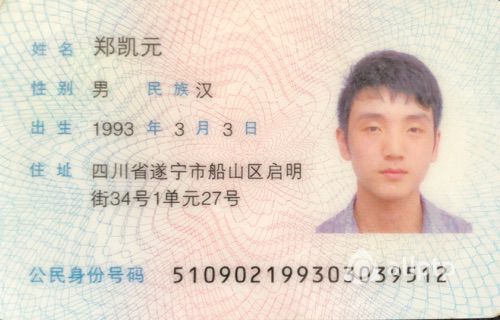 姓名 郑凯元
性别 男 民族 汉
出生 1993 年 3 月 3 日
住址 四川省遂宁市船山区启明
街34号1单元27号
公民身份号码 510902199303039512